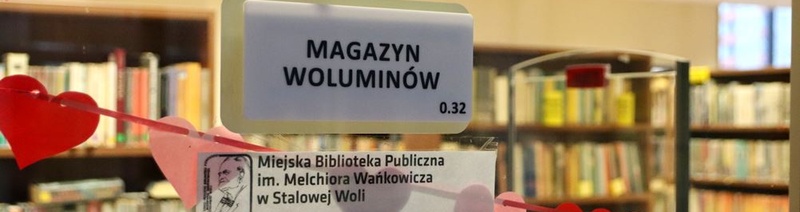 MAGAZYN
WOLUMINÓW
0.32
Miejska Biblioteka Publiczna
im. Melchiora Wańkowicza
w Stalowej Woli